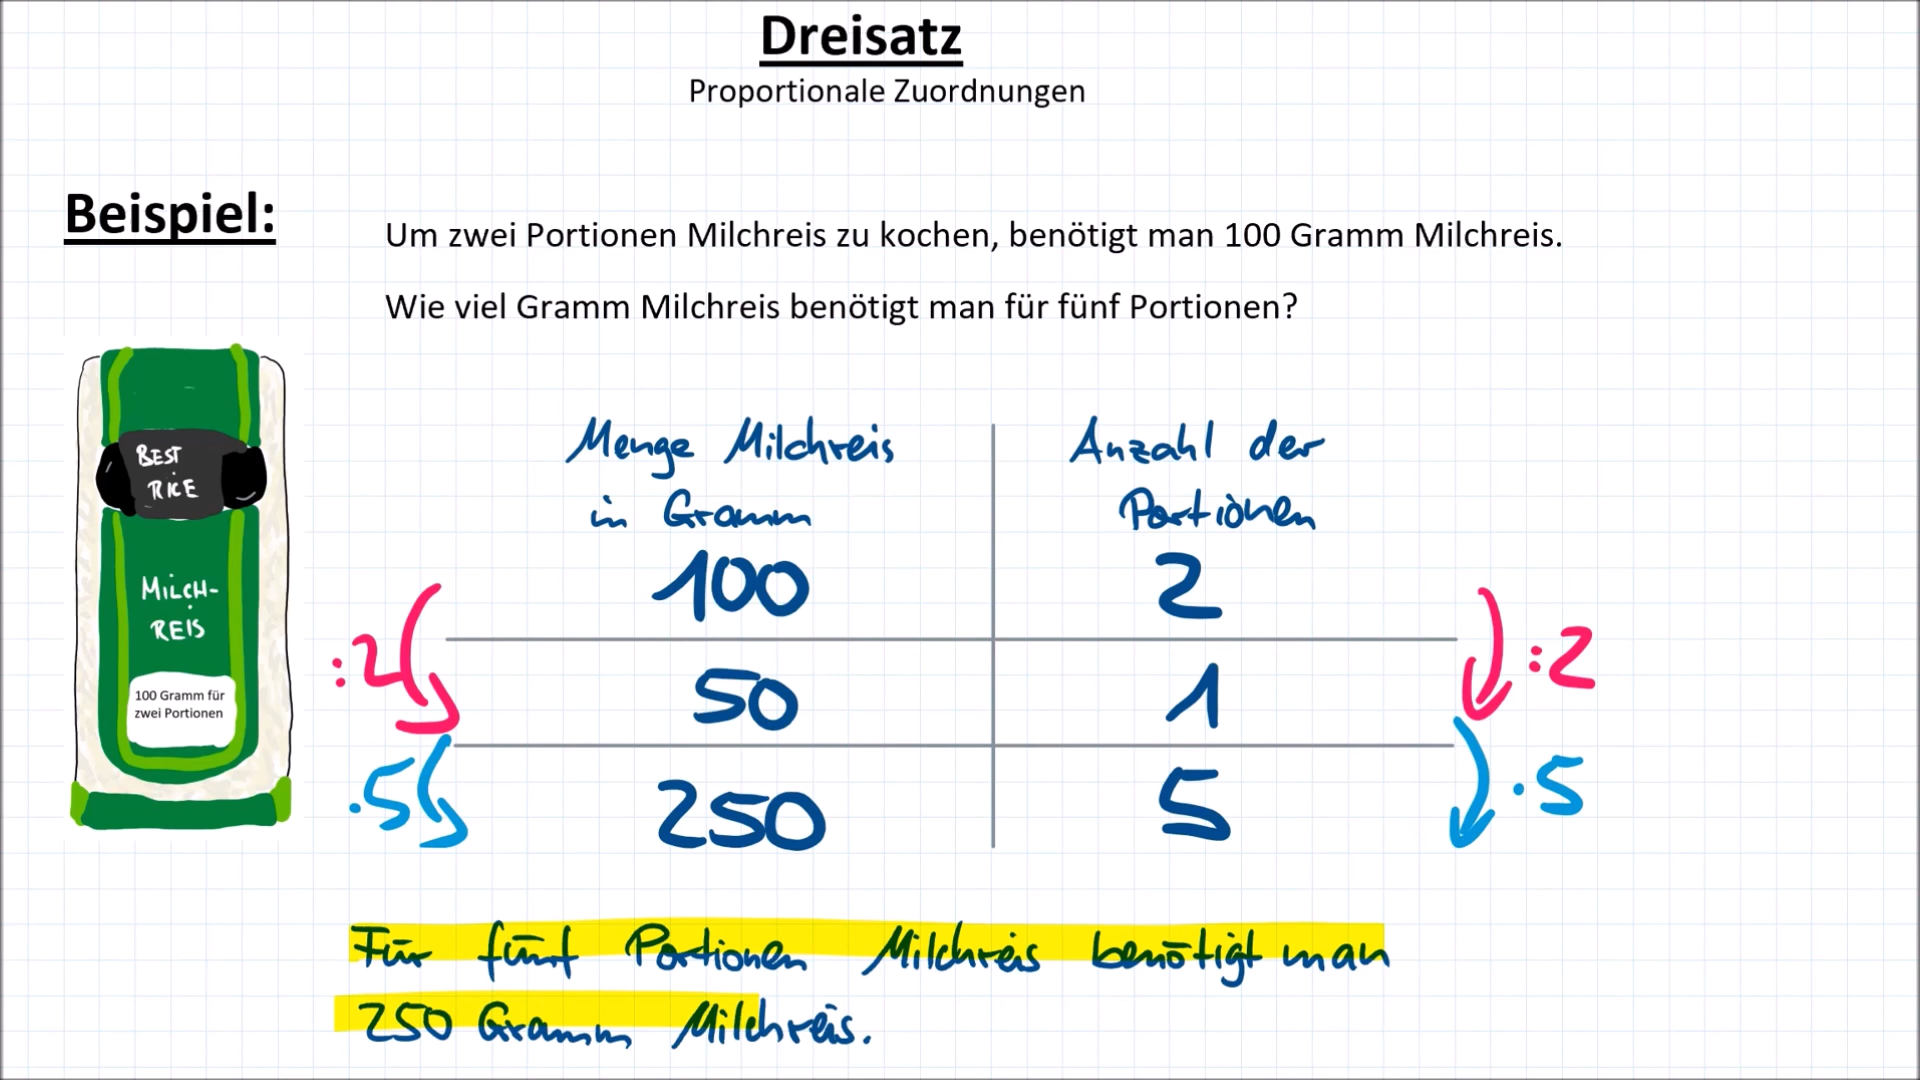 Dreisatz
Proportionale Zuordnungen
Beispiel:
Um zwei Portionen Milchreis zu kochen, benötigt man 100 Gramm Milchreis.
Wie viel Gramm Milchreis benötigt man für fünf Portionen?
BEST
RICE
MILCH-
REIS
100 Gramm für
zwei Portionen
Menge Milchreis Anzahl der
in Gramm Portionen
100 2
:2 :2
50 1
·5 ·5
250 5
Für fünf Portionen Milchreis benötigt man
250 Gramm Milchreis.